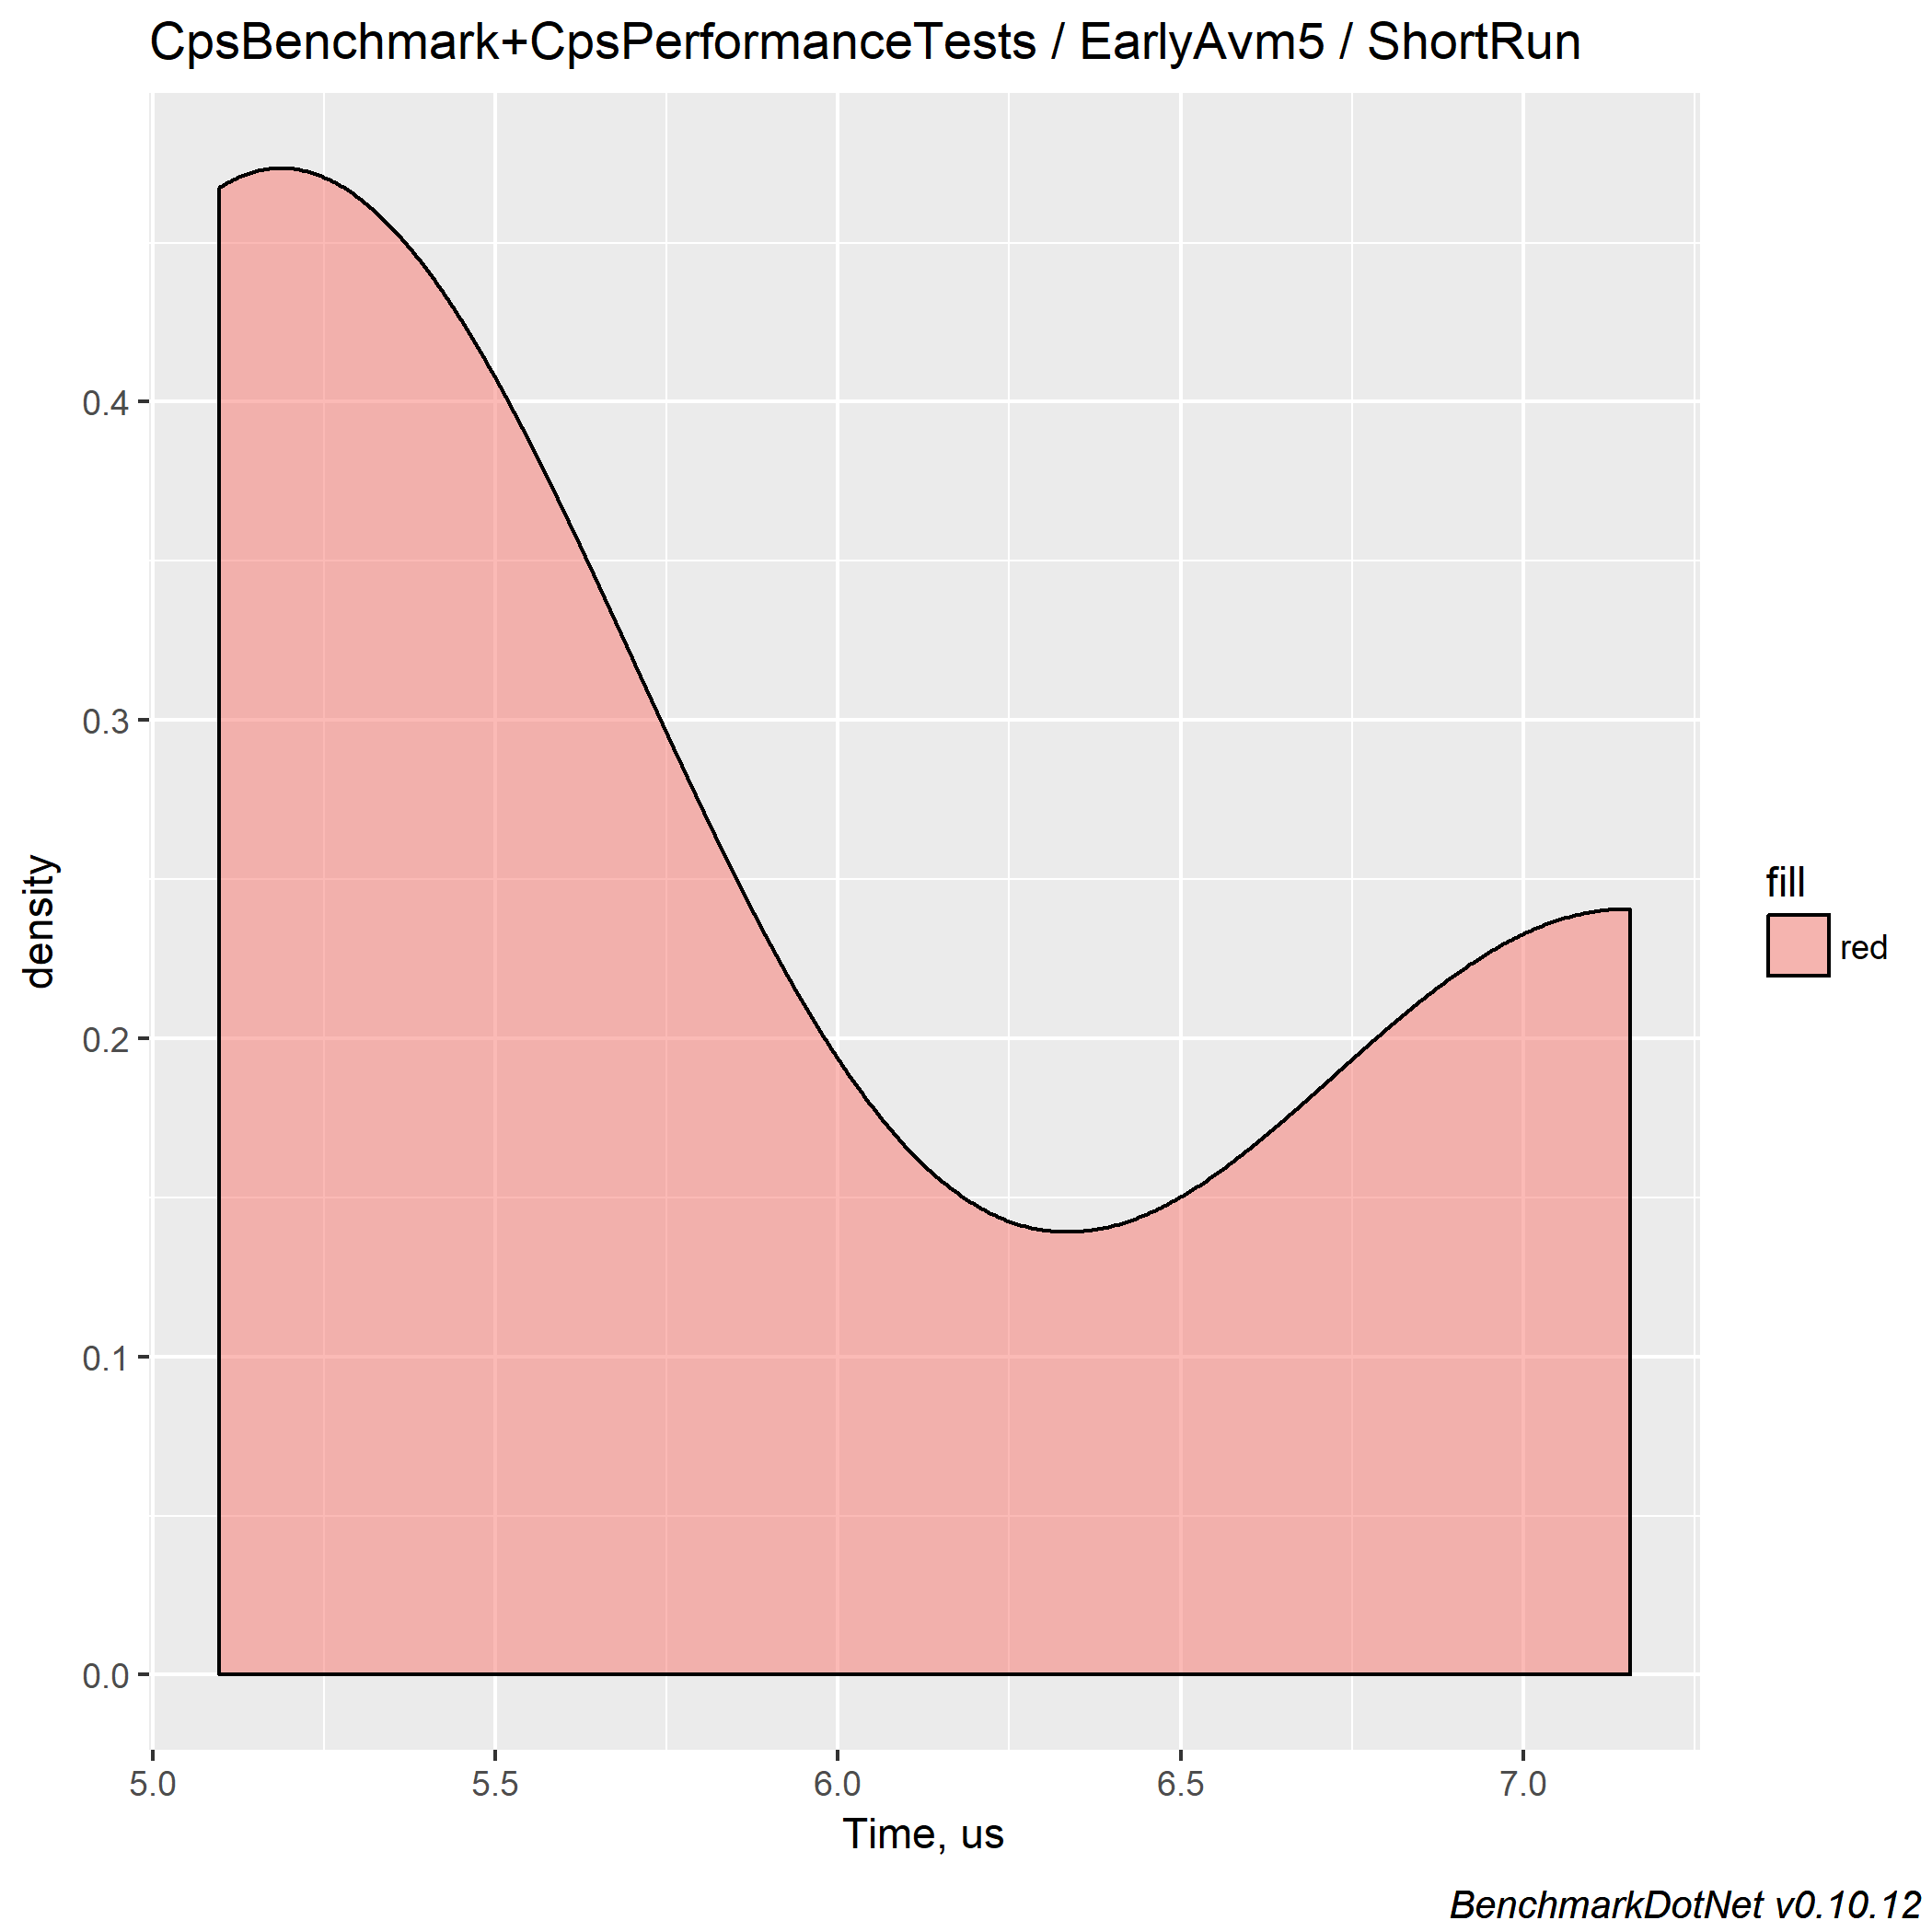 CpsBenchmark+CpsPerformanceTests / EarlyAvm5 / ShortRun
density
0.4
0.3
0.2
0.1
0.0
5.0 5.5 6.0 6.5 7.0
Time, us
fill
red
BenchmarkDotNet v0.10.12